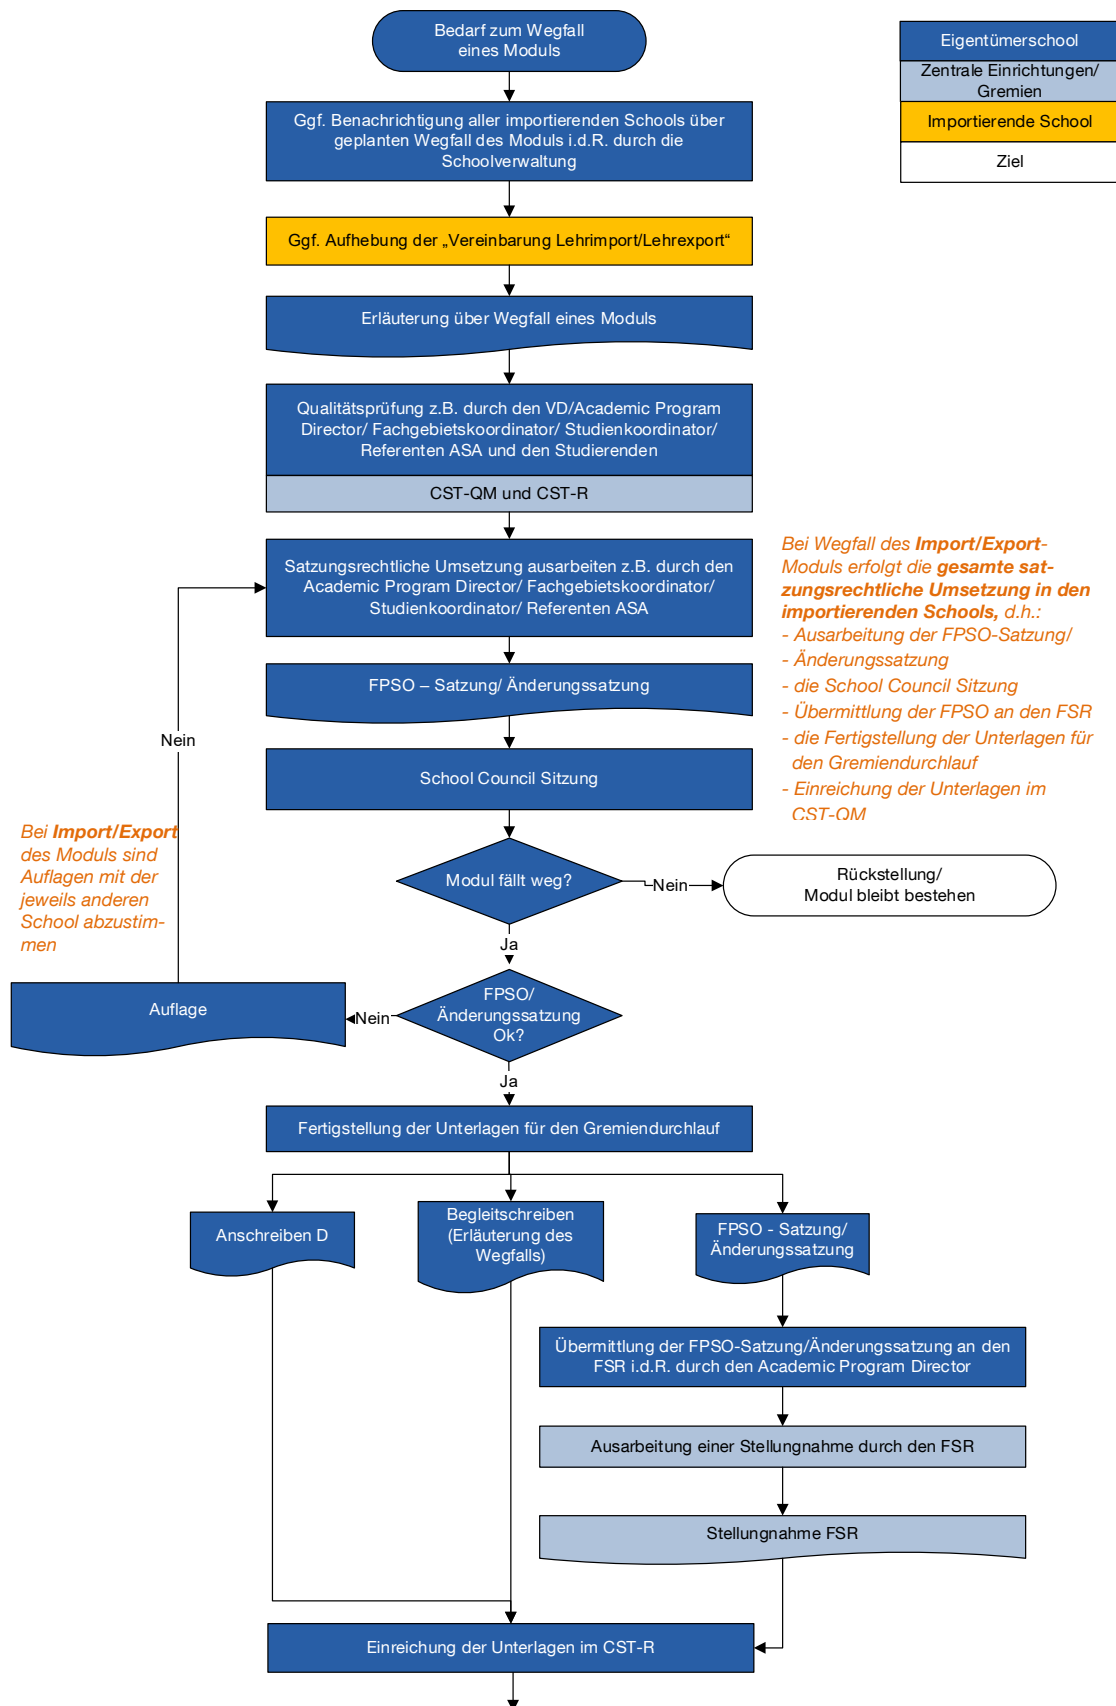 Bedarf zum Wegfall
eines Moduls
Eigentümerschool
Zentrale Einrichtungen/
Gremien
Importierende School
Ziel
Ggf. Benachrichtigung aller importierenden Schools über
geplanten Wegfall des Moduls i.d.R. durch die
Schoolverwaltung
Ggf. Aufhebung der „Vereinbarung Lehrimport/Lehrexport“
Erläuterung über Wegfall eines Moduls
Qualitätsprüfung z.B. durch den VD/Academic Program
Director/ Fachgebietskoordinator/ Studienkoordinator/
Referenten ASA und den Studierenden
CST-QM und CST-R
Satzungsrechtliche Umsetzung ausarbeiten z.B. durch den
Academic Program Director/ Fachgebietskoordinator/
Studienkoordinator/ Referenten ASA
Bei Wegfall des Import/Export-
Moduls erfolgt die gesamte sat-
zungsrechtliche Umsetzung in den
importierenden Schools, d.h.:
- Ausarbeitung der FPSO-Satzung/
- Änderungssatzung
- die School Council Sitzung
- Übermittlung der FPSO an den FSR
- die Fertigstellung der Unterlagen für
den Gremiendurchlauf
- Einreichung der Unterlagen im
CST-QM
FPSO – Satzung/ Änderungssatzung
Nein
School Council Sitzung
Bei Import/Export
des Moduls sind
Auflagen mit der
jeweils anderen
School abzustim-
men
Modul fällt weg?
Nein
Rückstellung/
Modul bleibt bestehen
Ja
FPSO/
Änderungssatzung
Ok?
Nein
Auflage
Ja
Fertigstellung der Unterlagen für den Gremiendurchlauf
Anschreiben D
Begleitschreiben
(Erläuterung des
Wegfalls)
FPSO - Satzung/
Änderungssatzung
Übermittlung der FPSO-Satzung/Änderungssatzung an den
FSR i.d.R. durch den Academic Program Director
Ausarbeitung einer Stellungnahme durch den FSR
Stellungnahme FSR
Einreichung der Unterlagen im CST-R